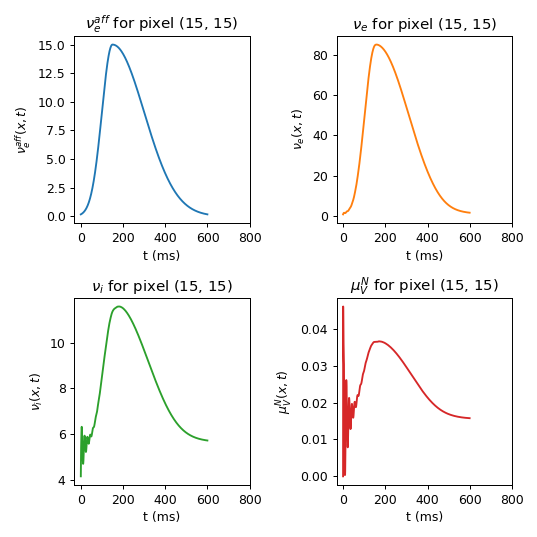 ν_e^{aff} for pixel (15, 15)
ν_e^{aff}(x, t)
15.0
12.5
10.0
7.5
5.0
2.5
0.0
0 200 400 600 800
t (ms)
ν_e for pixel (15, 15)
ν_e(x, t)
80
60
40
20
0
0 200 400 600 800
t (ms)
ν_i for pixel (15, 15)
ν_i(x, t)
10
8
6
4
0 200 400 600 800
t (ms)
μ_V^N for pixel (15, 15)
μ_V^N(x, t)
0.04
0.03
0.02
0.01
0.00
0 200 400 600 800
t (ms)